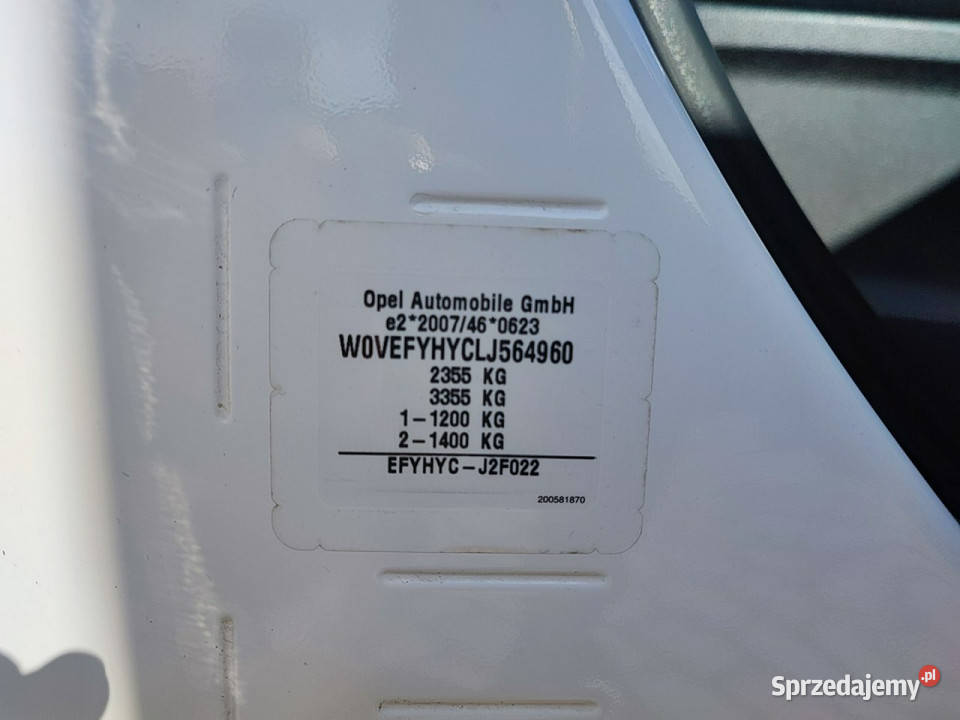 Opel Automobile GmbH
e2*2007/46*0623
W0VEFYHYCLJ564960
2355 KG
3355 KG
1-1200 KG
2-1400 KG
EFYHYC-J2F022
200581870
Sprzedajemy.pl